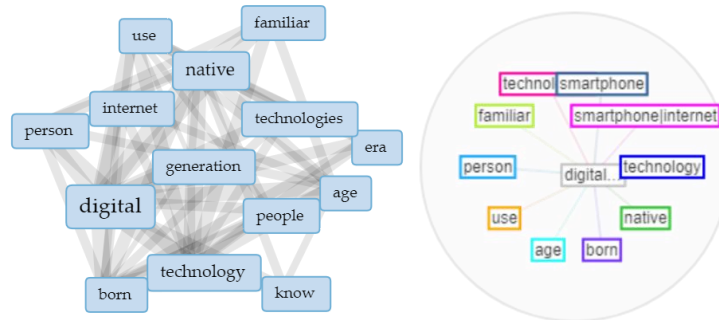 familiar
use
native
internet
technologies
person
era
generation
age
digital
people
technology
born
know
technol
smartphone
familiar
smartphone|internet
person
digital...
technology
use
native
age
born